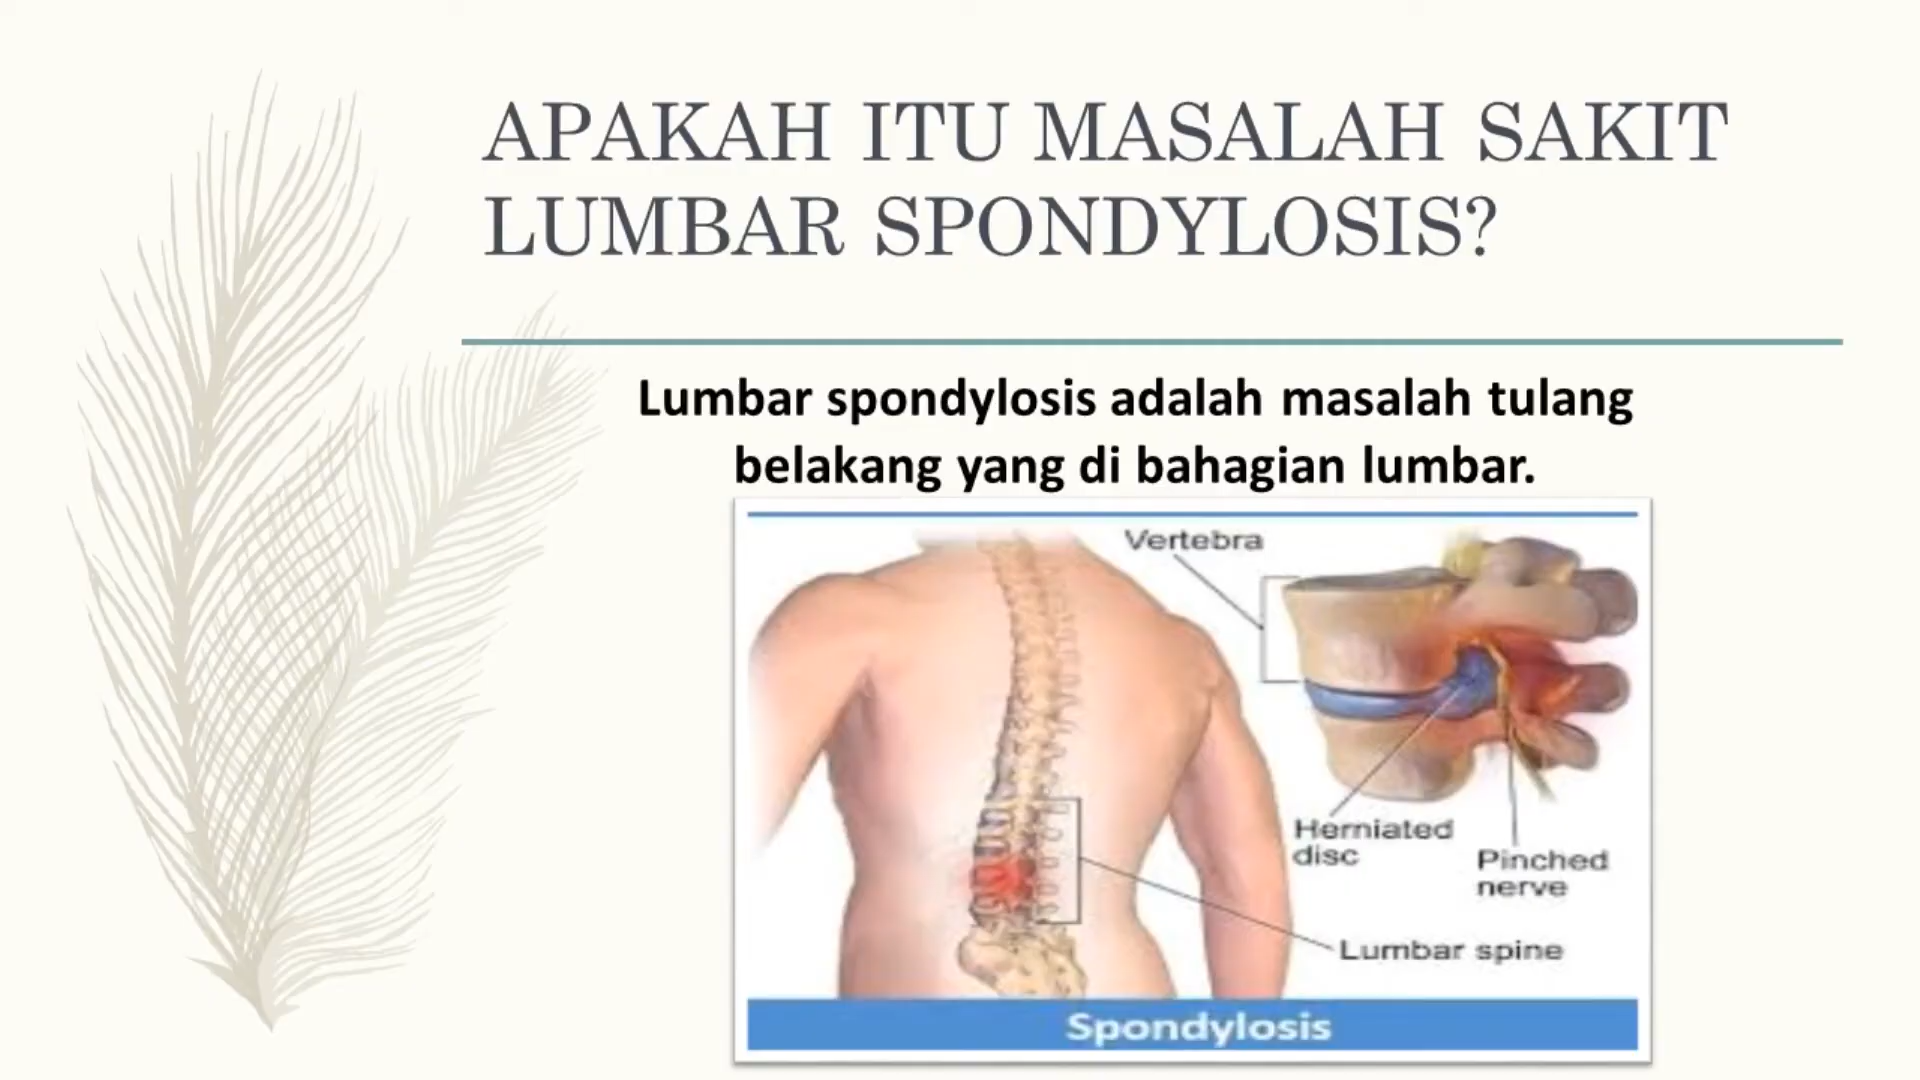 APAKAH ITU MASALAH SAKIT
LUMBAR SPONDYLOSIS?
Lumbar spondylosis adalah masalah tulang
belakang yang di bahagian lumbar.
Vertebra
Herniated
disc
Pinched
nerve
Lumbar spine
Spondylosis